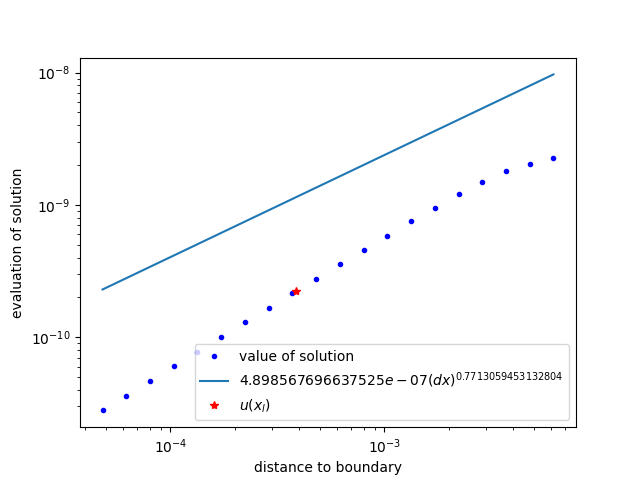 10^{-8}
10^{-9}
10^{-10}
evaluation of solution
value of solution
4.898567696637525e − 07(dx)^{0.7713059453132804}
u(x_l)
10^{-4} 10^{-3}
distance to boundary